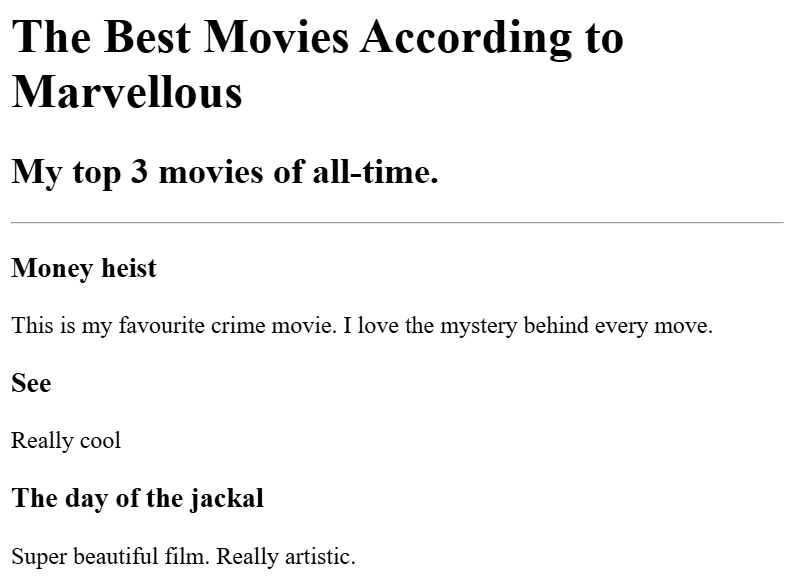 The Best Movies According to
Marvellous
My top 3 movies of all-time.
Money heist
This is my favourite crime movie. I love the mystery behind every move.
See
Really cool
The day of the jackal
Super beautiful film. Really artistic.